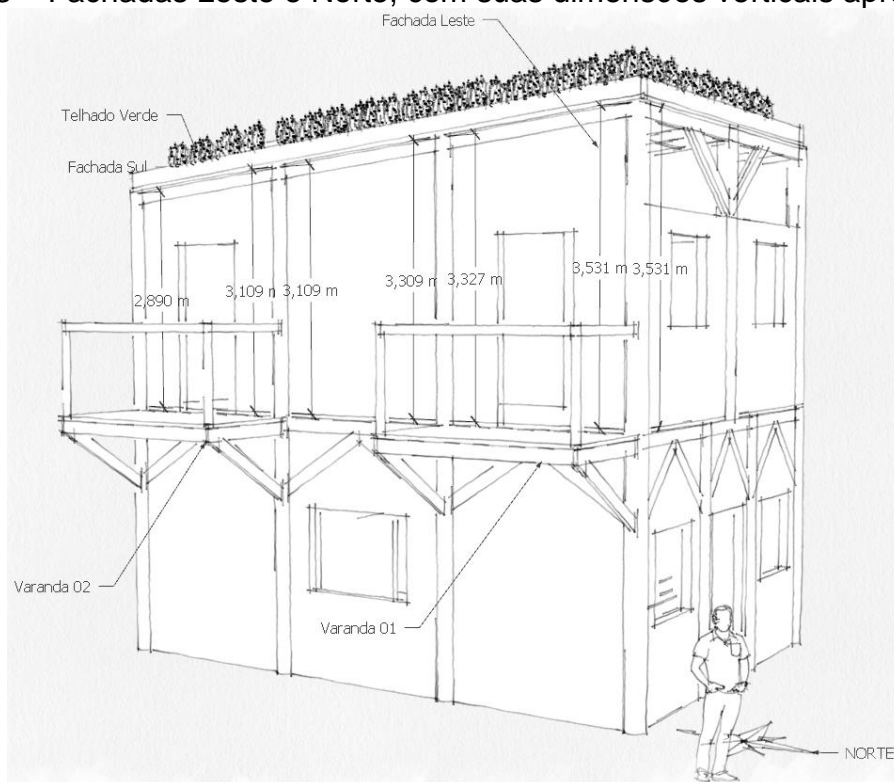 Fachadas Leste e Norte, com suas dimensões verticais
Fachada Leste
Telhado Verde
Fachada Sul
2,890 m
3,109 m
3,109 m
3,309 m
3,327 m
3,531 m
3,531 m
Varanda 02
Varanda 01
NORTE